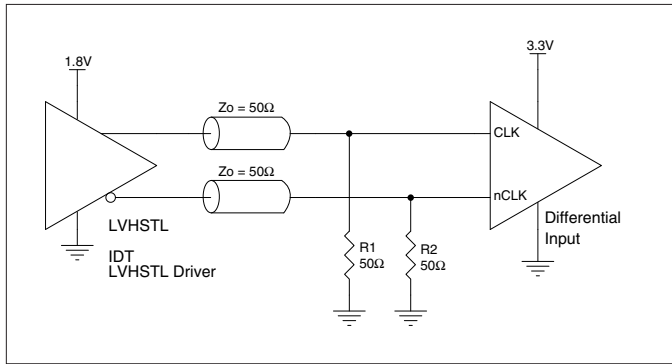 1.8V
3.3V
Zo = 50Ω
CLK
Zo = 50Ω
nCLK
LVHSTL
IDT
LVHSTL Driver
R1
50Ω
R2
50Ω
Differential
Input